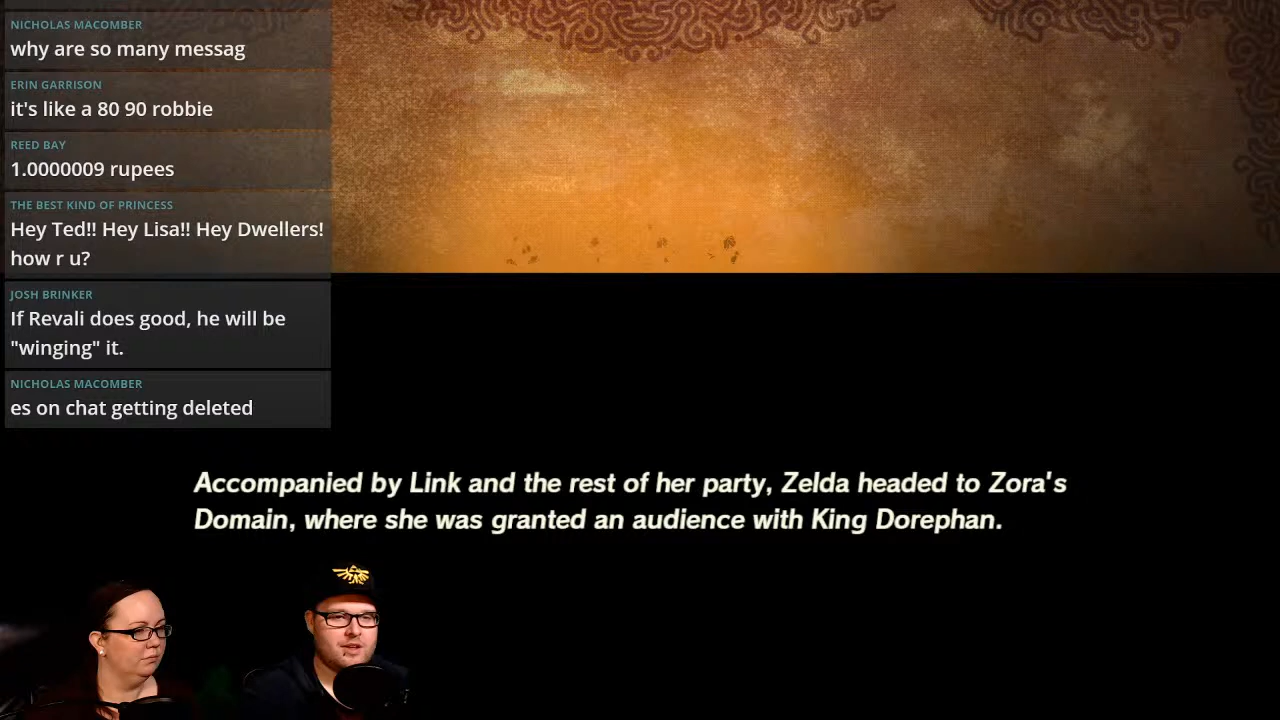 NICHOLAS MACOMBER
why are so many messag
ERIN GARRISON
it's like a 80 90 robbie
REED BAY
1.0000009 rupees
THE BEST KIND OF PRINCESS
Hey Ted!! Hey Lisa!! Hey Dwellers!
how r u?
JOSH BRINKER
If Revali does good, he will be
"winging" it.
NICHOLAS MACOMBER
es on chat getting deleted
Accompanied by Link and the rest of her party, Zelda headed to Zora's
Domain, where she was granted an audience with King Dorephan.